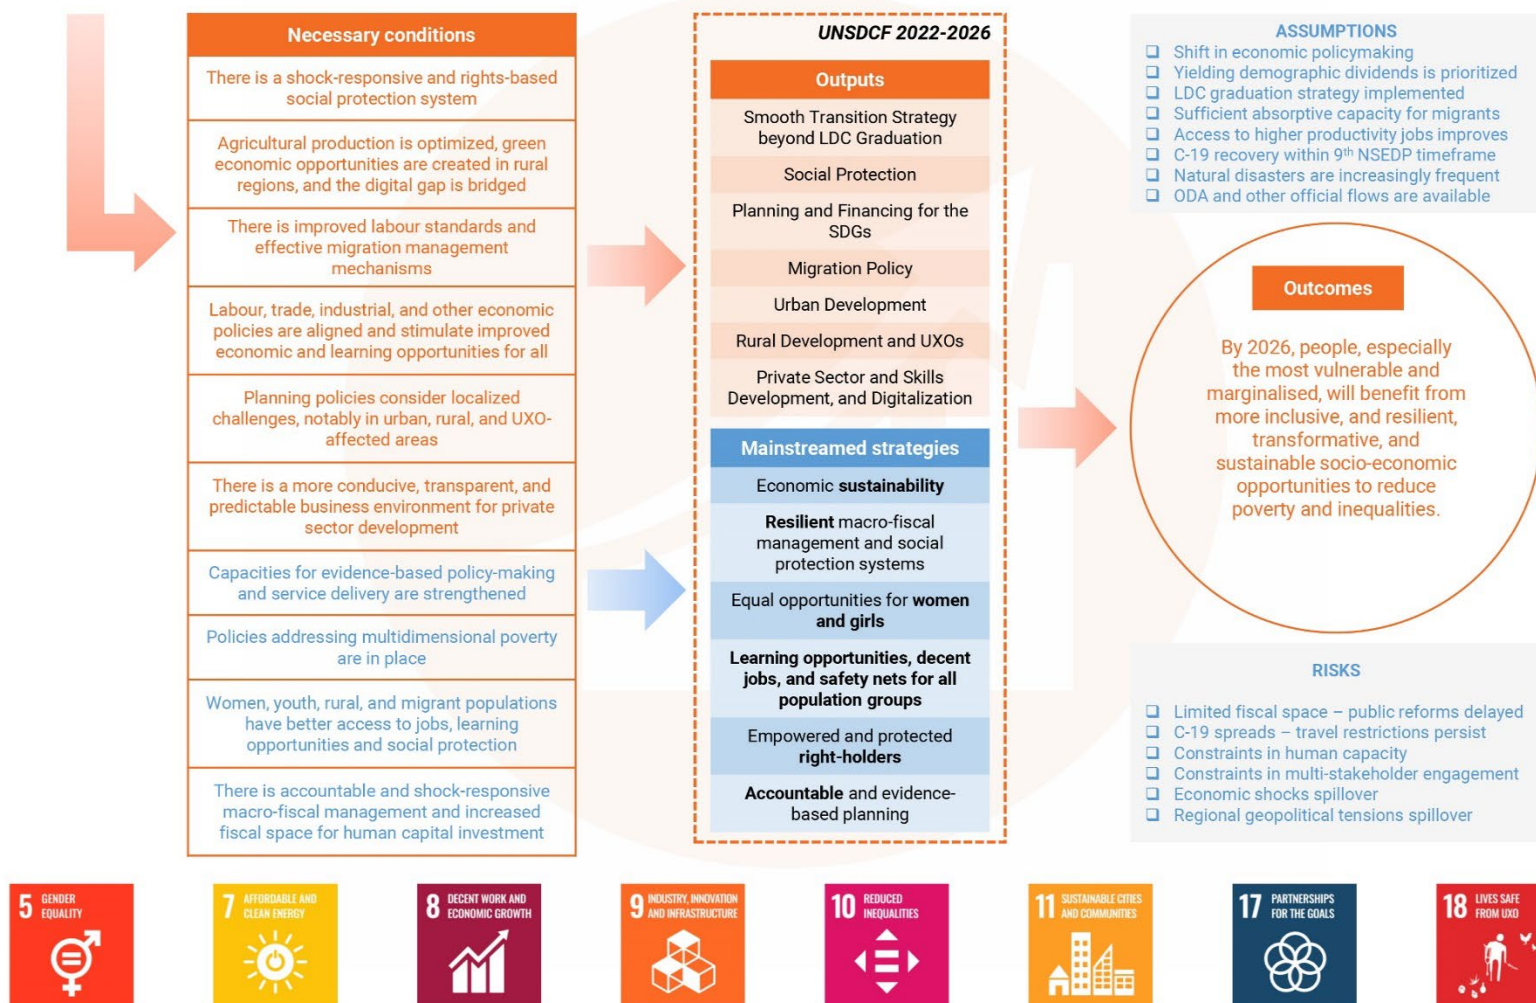 Necessary conditions
There is a shock-responsive and rights-based
social protection system
Agricultural production is optimized, green
economic opportunities are created in rural
regions, and the digital gap is bridged
There is improved labour standards and
effective migration management
mechanisms
Labour, trade, industrial, and other economic
policies are aligned and stimulate improved
economic and learning opportunities for all
Planning policies consider localized
challenges, notably in urban, rural, and UXO-
affected areas
There is a more conducive, transparent, and
predictable business environment for private
sector development
Capacities for evidence-based policy-making
and service delivery are strengthened
Policies addressing multidimensional poverty
are in place
Women, youth, rural, and migrant populations
have better access to jobs, learning
opportunities and social protection
There is accountable and shock-responsive
macro-fiscal management and increased
fiscal space for human capital investment
UNSDCF 2022-2026
Outputs
Smooth Transition Strategy
beyond LDC Graduation
Social Protection
Planning and Financing for the
SDGs
Migration Policy
Urban Development
Rural Development and UXOs
Private Sector and Skills
Development, and Digitalization
Mainstreamed strategies
Economic sustainability
Resilient macro-fiscal
management and social
protection systems
Equal opportunities for women
and girls
Learning opportunities, decent
jobs, and safety nets for all
population groups
Empowered and protected
right-holders
Accountable and evidence-
based planning
ASSUMPTIONS
Shift in economic policymaking
Yielding demographic dividends is prioritized
LDC graduation strategy implemented
Sufficient absorptive capacity for migrants
Access to higher productivity jobs improves
C-19 recovery within 9th NSEDP timeframe
Natural disasters are increasingly frequent
ODA and other official flows are available
Outcomes
By 2026, people, especially
the most vulnerable and
marginalised, will benefit from
more inclusive, and resilient,
transformative, and
sustainable socio-economic
opportunities to reduce
poverty and inequalities.
RISKS
Limited fiscal space – public reforms delayed
C-19 spreads – travel restrictions persist
Constraints in human capacity
Constraints in multi-stakeholder engagement
Economic shocks spillover
Regional geopolitical tensions spillover
5 GENDER
EQUALITY
7 AFFORDABLE AND
CLEAN ENERGY
8 DECENT WORK AND
ECONOMIC GROWTH
9 INDUSTRY, INNOVATION
AND INFRASTRUCTURE
10 REDUCED
INEQUALITIES
11 SUSTAINABLE CITIES
AND COMMUNITIES
17 PARTNERSHIPS
FOR THE GOALS
18 LIVES SAFE
FROM UXO